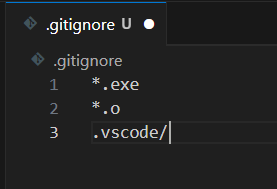 .gitignore U
.gitignore
1 *.exe
2 *.o
3 .vscode/